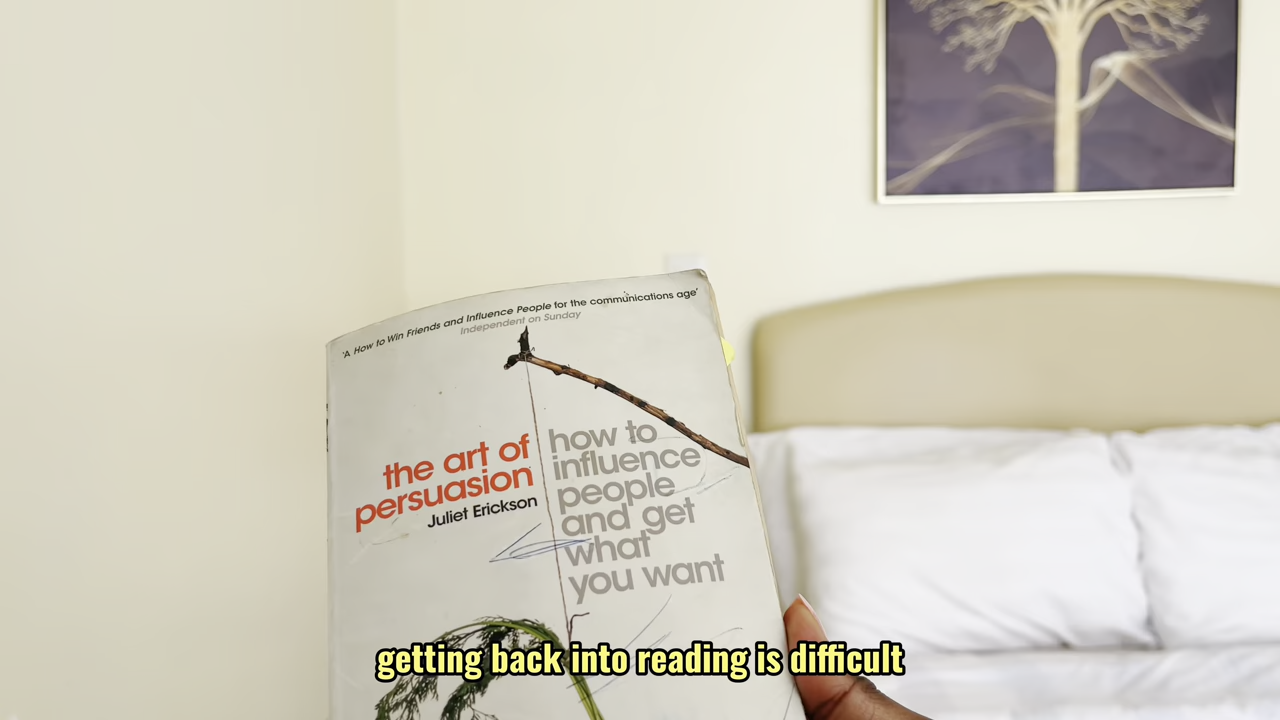 'A How to Win Friends and Influence People for the communications age'
Independent on Sunday
the art of
persuasion
Juliet Erickson
how to
influence
people
and get
what
you want
getting back into reading is difficult